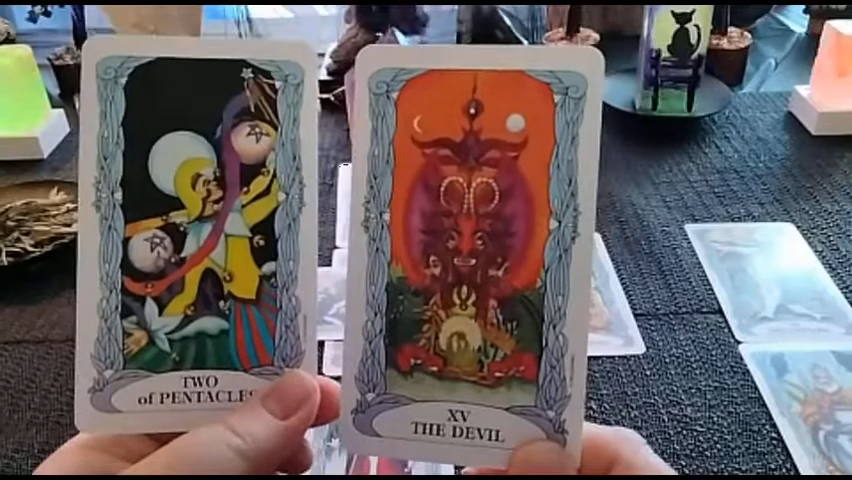 TWO
of PENTACLES
XV
THE DEVIL